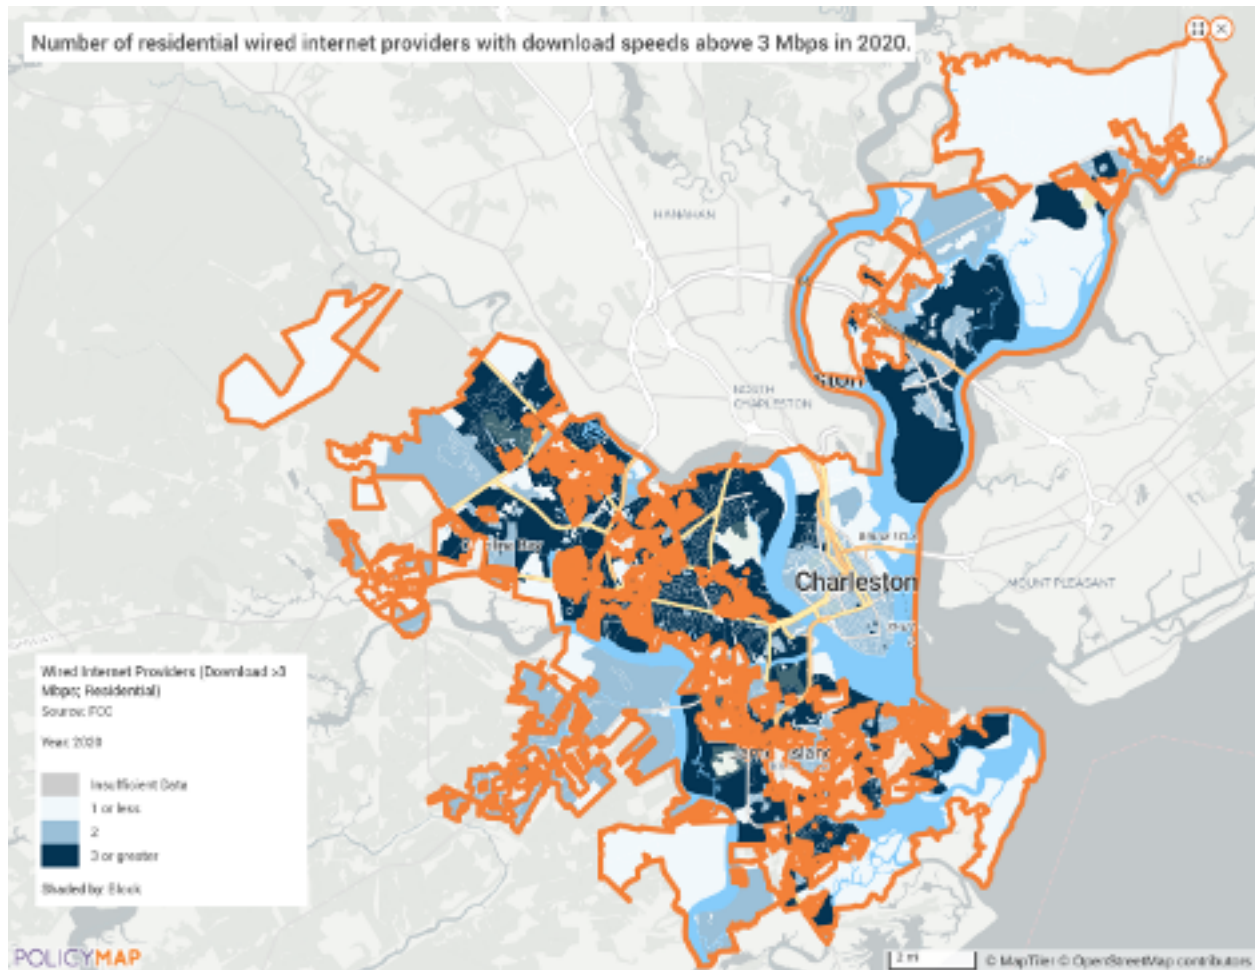 Number of residential wired internet providers with download speeds above 3 Mbps in 2020.
HANAHAN
NORTH
CHARLESTON
Charleston
MOUNT PLEASANT
Island
Wired Internet Providers (Download >3
Mbps; Residential)
Source: FCC
Year: 2020
Insufficient Data
1 or less
2
3 or greater
Shaded by: Block
POLICYMAP
2 mi
© MapTiler © OpenStreetMap contributors